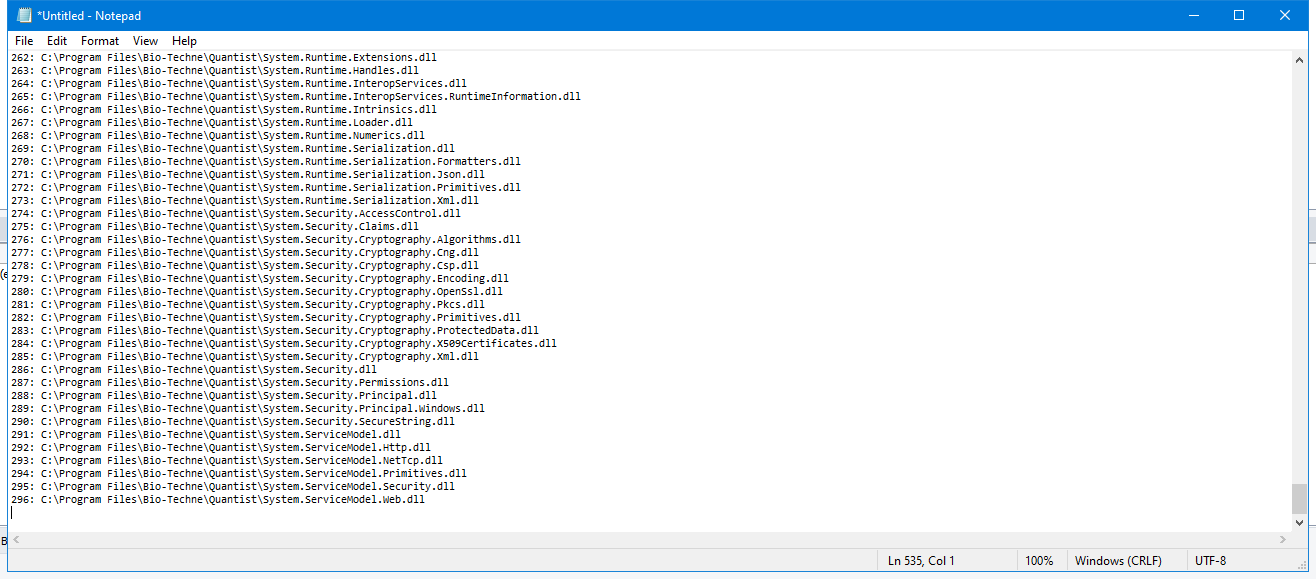 *Untitled - Notepad
File Edit Format View Help
262: C:\Program Files\Bio-Techne\Quantist\System.Runtime.Extensions.dll
263: C:\Program Files\Bio-Techne\Quantist\System.Runtime.Handles.dll
264: C:\Program Files\Bio-Techne\Quantist\System.Runtime.InteropServices.dll
265: C:\Program Files\Bio-Techne\Quantist\System.Runtime.InteropServices.RuntimeInformation.dll
266: C:\Program Files\Bio-Techne\Quantist\System.Runtime.Intrinsics.dll
267: C:\Program Files\Bio-Techne\Quantist\System.Runtime.Loader.dll
268: C:\Program Files\Bio-Techne\Quantist\System.Runtime.Numerics.dll
269: C:\Program Files\Bio-Techne\Quantist\System.Runtime.Serialization.dll
270: C:\Program Files\Bio-Techne\Quantist\System.Runtime.Serialization.Formatters.dll
271: C:\Program Files\Bio-Techne\Quantist\System.Runtime.Serialization.Json.dll
272: C:\Program Files\Bio-Techne\Quantist\System.Runtime.Serialization.Primitives.dll
273: C:\Program Files\Bio-Techne\Quantist\System.Runtime.Serialization.Xml.dll
274: C:\Program Files\Bio-Techne\Quantist\System.Security.AccessControl.dll
275: C:\Program Files\Bio-Techne\Quantist\System.Security.Claims.dll
276: C:\Program Files\Bio-Techne\Quantist\System.Security.Cryptography.Algorithms.dll
277: C:\Program Files\Bio-Techne\Quantist\System.Security.Cryptography.Cng.dll
278: C:\Program Files\Bio-Techne\Quantist\System.Security.Cryptography.Csp.dll
279: C:\Program Files\Bio-Techne\Quantist\System.Security.Cryptography.Encoding.dll
280: C:\Program Files\Bio-Techne\Quantist\System.Security.Cryptography.OpenSsl.dll
281: C:\Program Files\Bio-Techne\Quantist\System.Security.Cryptography.Pkcs.dll
282: C:\Program Files\Bio-Techne\Quantist\System.Security.Cryptography.Primitives.dll
283: C:\Program Files\Bio-Techne\Quantist\System.Security.Cryptography.ProtectedData.dll
284: C:\Program Files\Bio-Techne\Quantist\System.Security.Cryptography.X509Certificates.dll
285: C:\Program Files\Bio-Techne\Quantist\System.Security.Cryptography.Xml.dll
286: C:\Program Files\Bio-Techne\Quantist\System.Security.dll
287: C:\Program Files\Bio-Techne\Quantist\System.Security.Permissions.dll
288: C:\Program Files\Bio-Techne\Quantist\System.Security.Principal.dll
289: C:\Program Files\Bio-Techne\Quantist\System.Security.Principal.Windows.dll
290: C:\Program Files\Bio-Techne\Quantist\System.Security.SecureString.dll
291: C:\Program Files\Bio-Techne\Quantist\System.ServiceModel.dll
292: C:\Program Files\Bio-Techne\Quantist\System.ServiceModel.Http.dll
293: C:\Program Files\Bio-Techne\Quantist\System.ServiceModel.NetTcp.dll
294: C:\Program Files\Bio-Techne\Quantist\System.ServiceModel.Primitives.dll
295: C:\Program Files\Bio-Techne\Quantist\System.ServiceModel.Security.dll
296: C:\Program Files\Bio-Techne\Quantist\System.ServiceModel.Web.dll
Ln 535, Col 1 100% Windows (CRLF) UTF-8